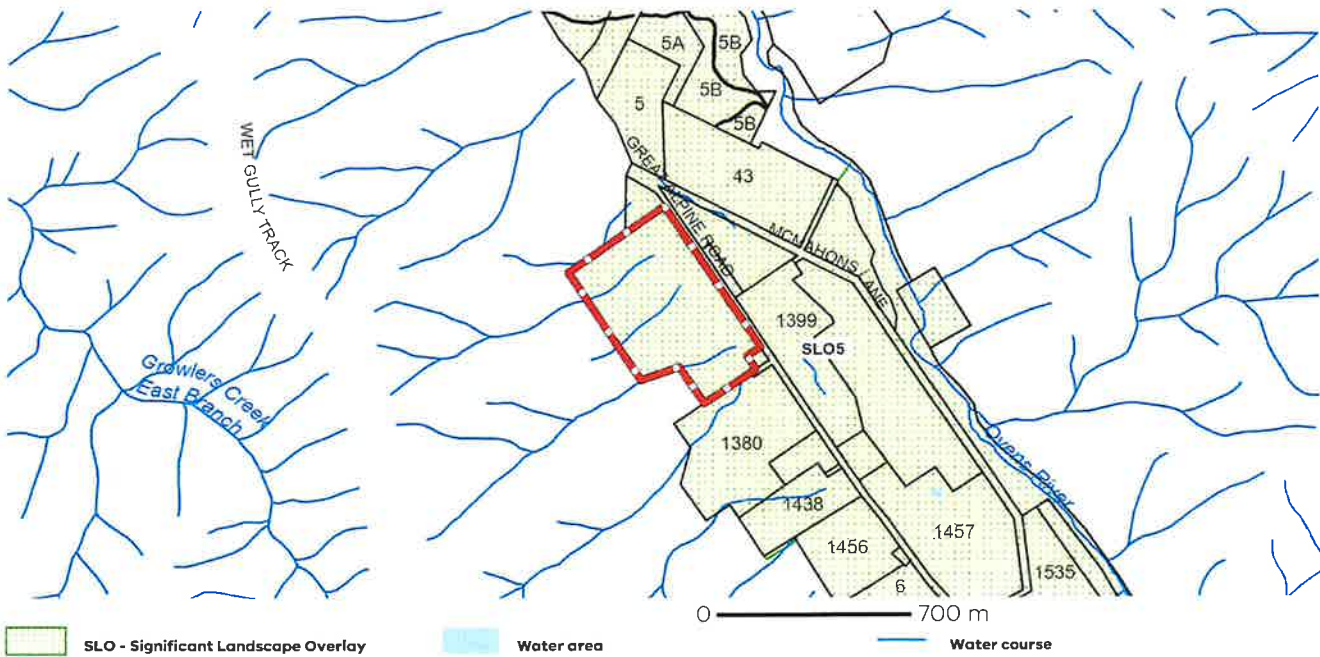 5A
5B
5B
5
5B
43
WET GULLY TRACK
GREAT ALPINE ROAD
MCMAHONS LANE
1399
SLO5
Growlers Creek
East Branch
1380
Ovens River
1438
1457
1456
1535
6
0 700 m
SLO - Significant Landscape Overlay
Water area
Water course